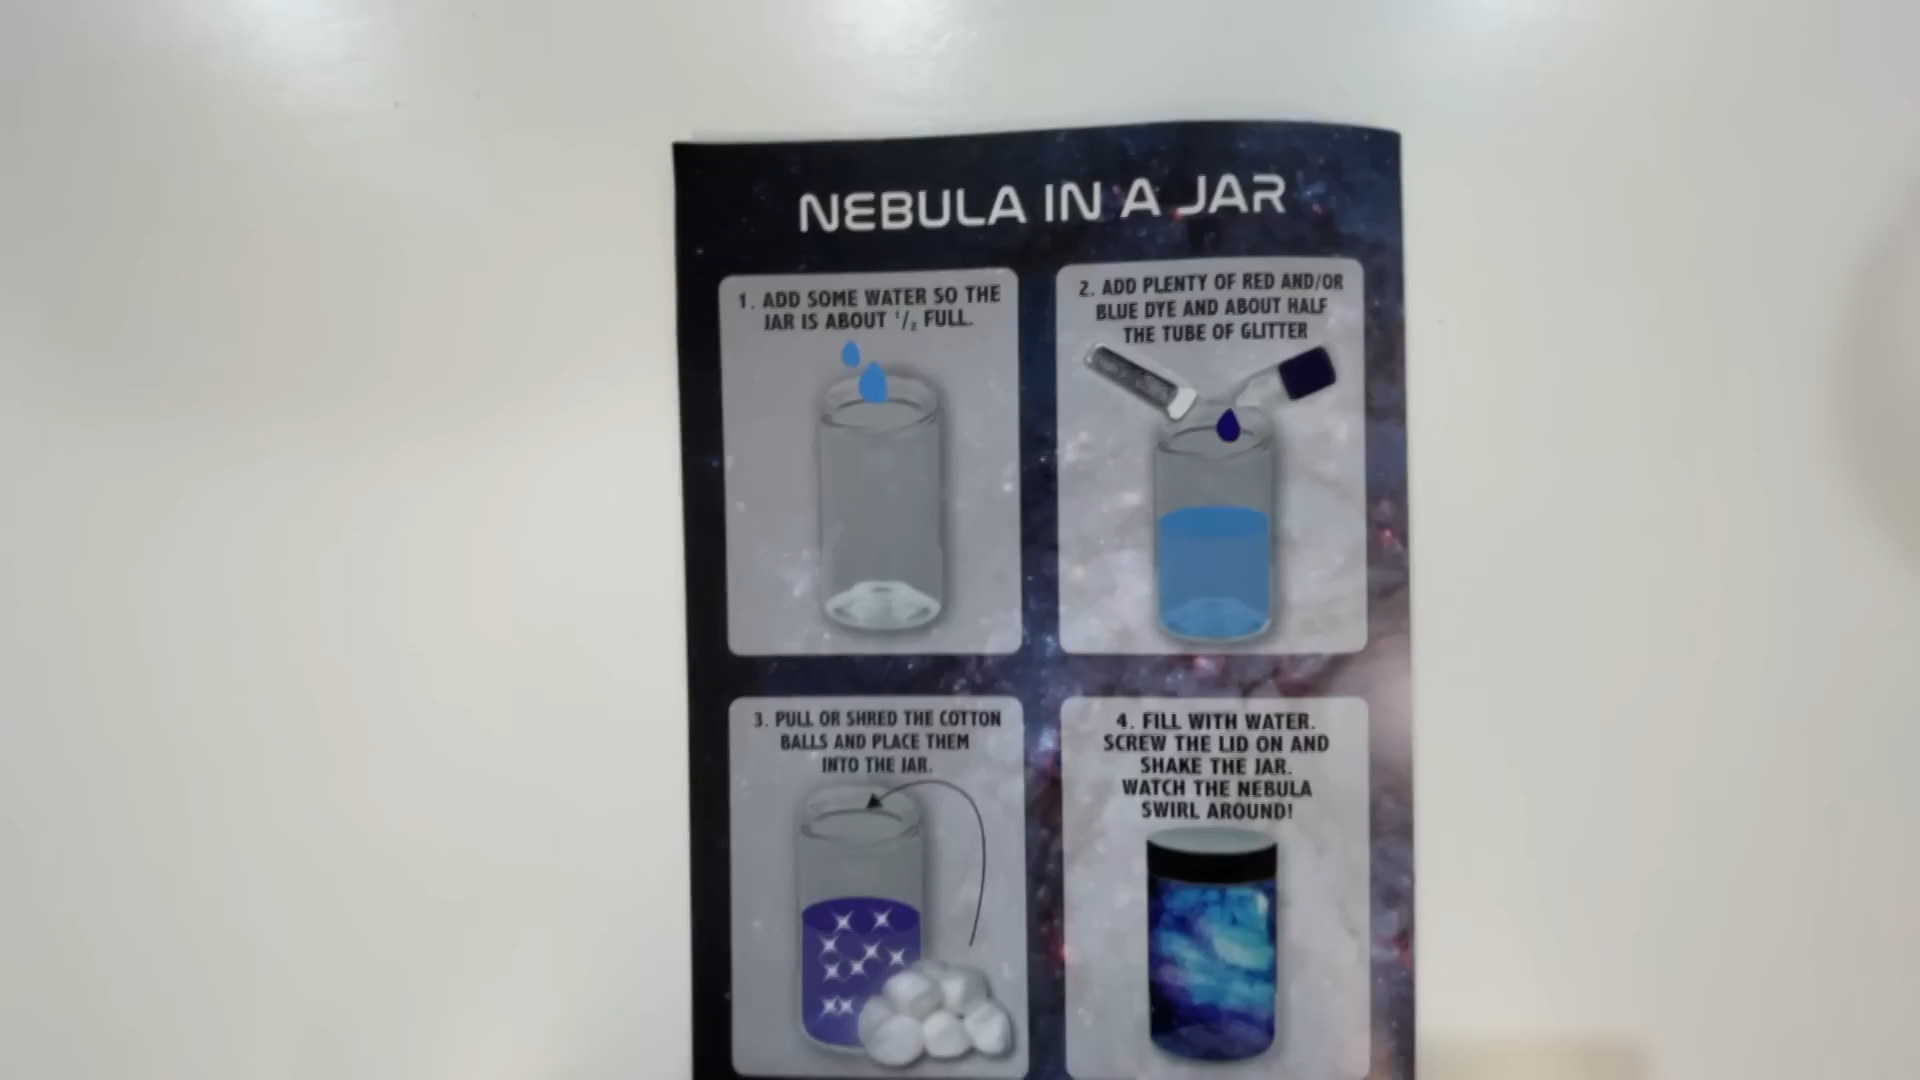 NEBULA IN A JAR
1. ADD SOME WATER SO THE
JAR IS ABOUT 1/2 FULL.
2. ADD PLENTY OF RED AND/OR
BLUE DYE AND ABOUT HALF
THE TUBE OF GLITTER
3. PULL OR SHRED THE COTTON
BALLS AND PLACE THEM
INTO THE JAR.
4. FILL WITH WATER.
SCREW THE LID ON AND
SHAKE THE JAR.
WATCH THE NEBULA
SWIRL AROUND!